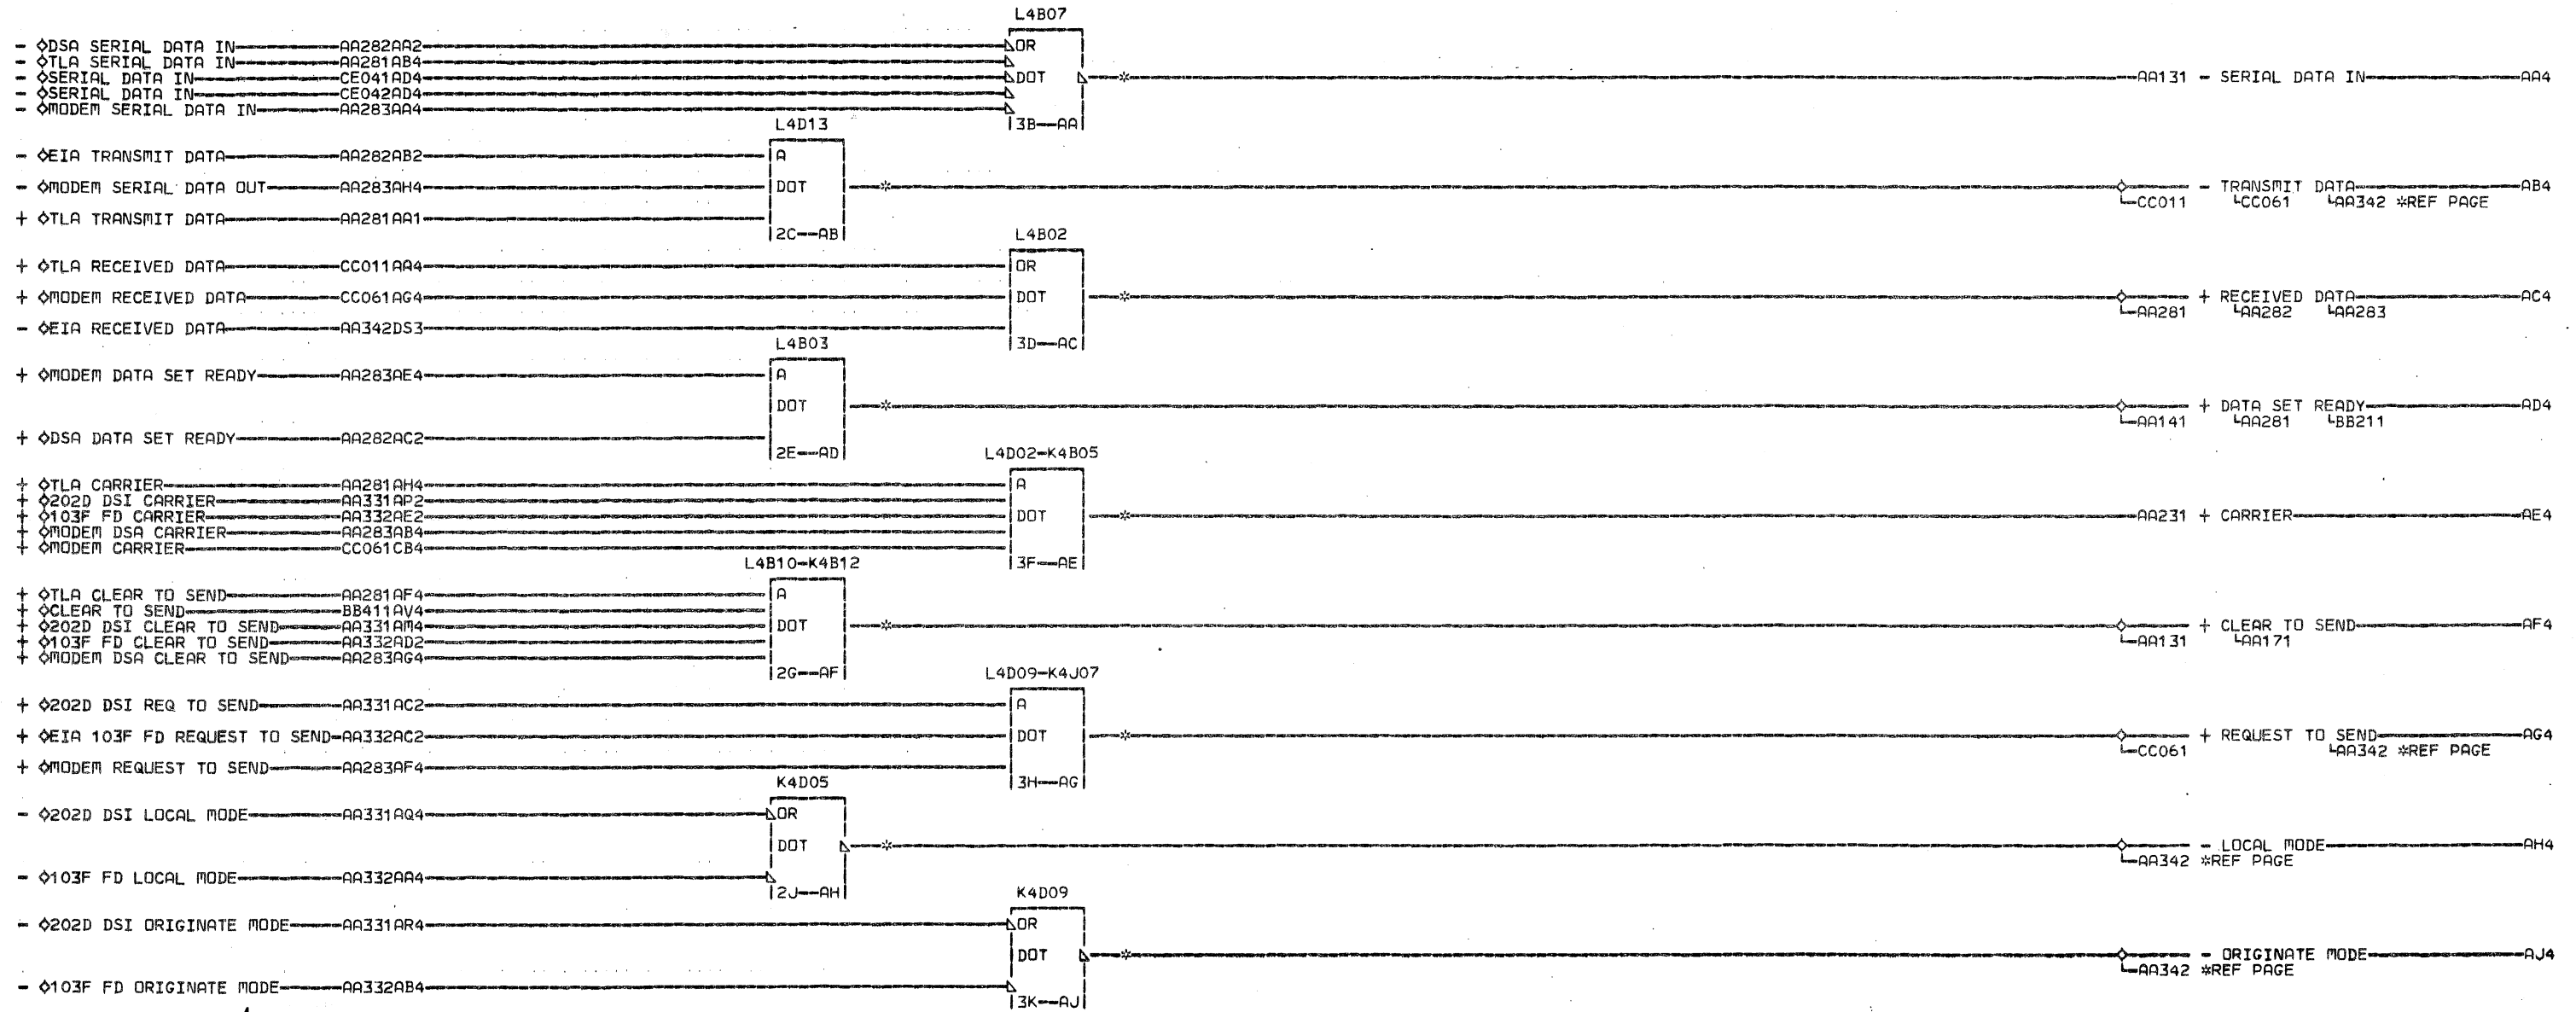 L4B07
- ◊DSA SERIAL DATA IN AA282AA2 OR
- ◊TLA SERIAL DATA IN AA281AB4
- ◊SERIAL DATA IN CE041AD4 DOT * AA131 - SERIAL DATA IN AA4
- ◊SERIAL DATA IN CE042AD4
- ◊MODEM SERIAL DATA IN AA283AA4
3B--AA
L4D13
- ◊EIA TRANSMIT DATA AA282AB2 A
- ◊MODEM SERIAL DATA OUT AA283AH4 DOT * ◊ - TRANSMIT DATA AB4
CC011 CC061 AA342 *REF PAGE
+ ◊TLA TRANSMIT DATA AA281AA1
2C--AB
L4B02
+ ◊TLA RECEIVED DATA CC011AA4 OR
+ ◊MODEM RECEIVED DATA CC061AG4 DOT * ◊ + RECEIVED DATA AC4
AA281 AA282 AA283
- ◊EIA RECEIVED DATA AA342DS3
3D--AC
L4B03
+ ◊MODEM DATA SET READY AA283AE4 A
DOT * ◊ + DATA SET READY AD4
AA141 AA281 BB211
+ ◊DSA DATA SET READY AA282AC2
2E--AD
L4D02-K4B05
+ ◊TLA CARRIER AA281AH4 A
+ ◊202D DSI CARRIER AA331AP2
+ ◊103F FD CARRIER AA332AE2 DOT * AA231 + CARRIER AE4
+ ◊MODEM DSA CARRIER AA283AB4
+ ◊MODEM CARRIER CC061CB4
3F--AE
L4B10-K4B12
+ ◊TLA CLEAR TO SEND AA281AF4 A
+ ◊CLEAR TO SEND BB411AV4
+ ◊202D DSI CLEAR TO SEND AA331AM4 DOT * ◊ + CLEAR TO SEND AF4
+ ◊103F FD CLEAR TO SEND AA332AD2 AA131 AA171
+ ◊MODEM DSA CLEAR TO SEND AA283AG4
2G--AF
L4D09-K4J07
+ ◊202D DSI REQ TO SEND AA331AC2 A
+ ◊EIA 103F FD REQUEST TO SEND AA332AC2 DOT * ◊ + REQUEST TO SEND AG4
CC061 AA342 *REF PAGE
+ ◊MODEM REQUEST TO SEND AA283AF4
3H--AG
K4D05
- ◊202D DSI LOCAL MODE AA331AQ4 OR
DOT * ◊ - LOCAL MODE AH4
AA342 *REF PAGE
- ◊103F FD LOCAL MODE AA332AA4
2J--AH
K4D09
- ◊202D DSI ORIGINATE MODE AA331AR4 OR
DOT * ◊ - ORIGINATE MODE AJ4
AA342 *REF PAGE
- ◊103F FD ORIGINATE MODE AA332AB4
3K--AJ